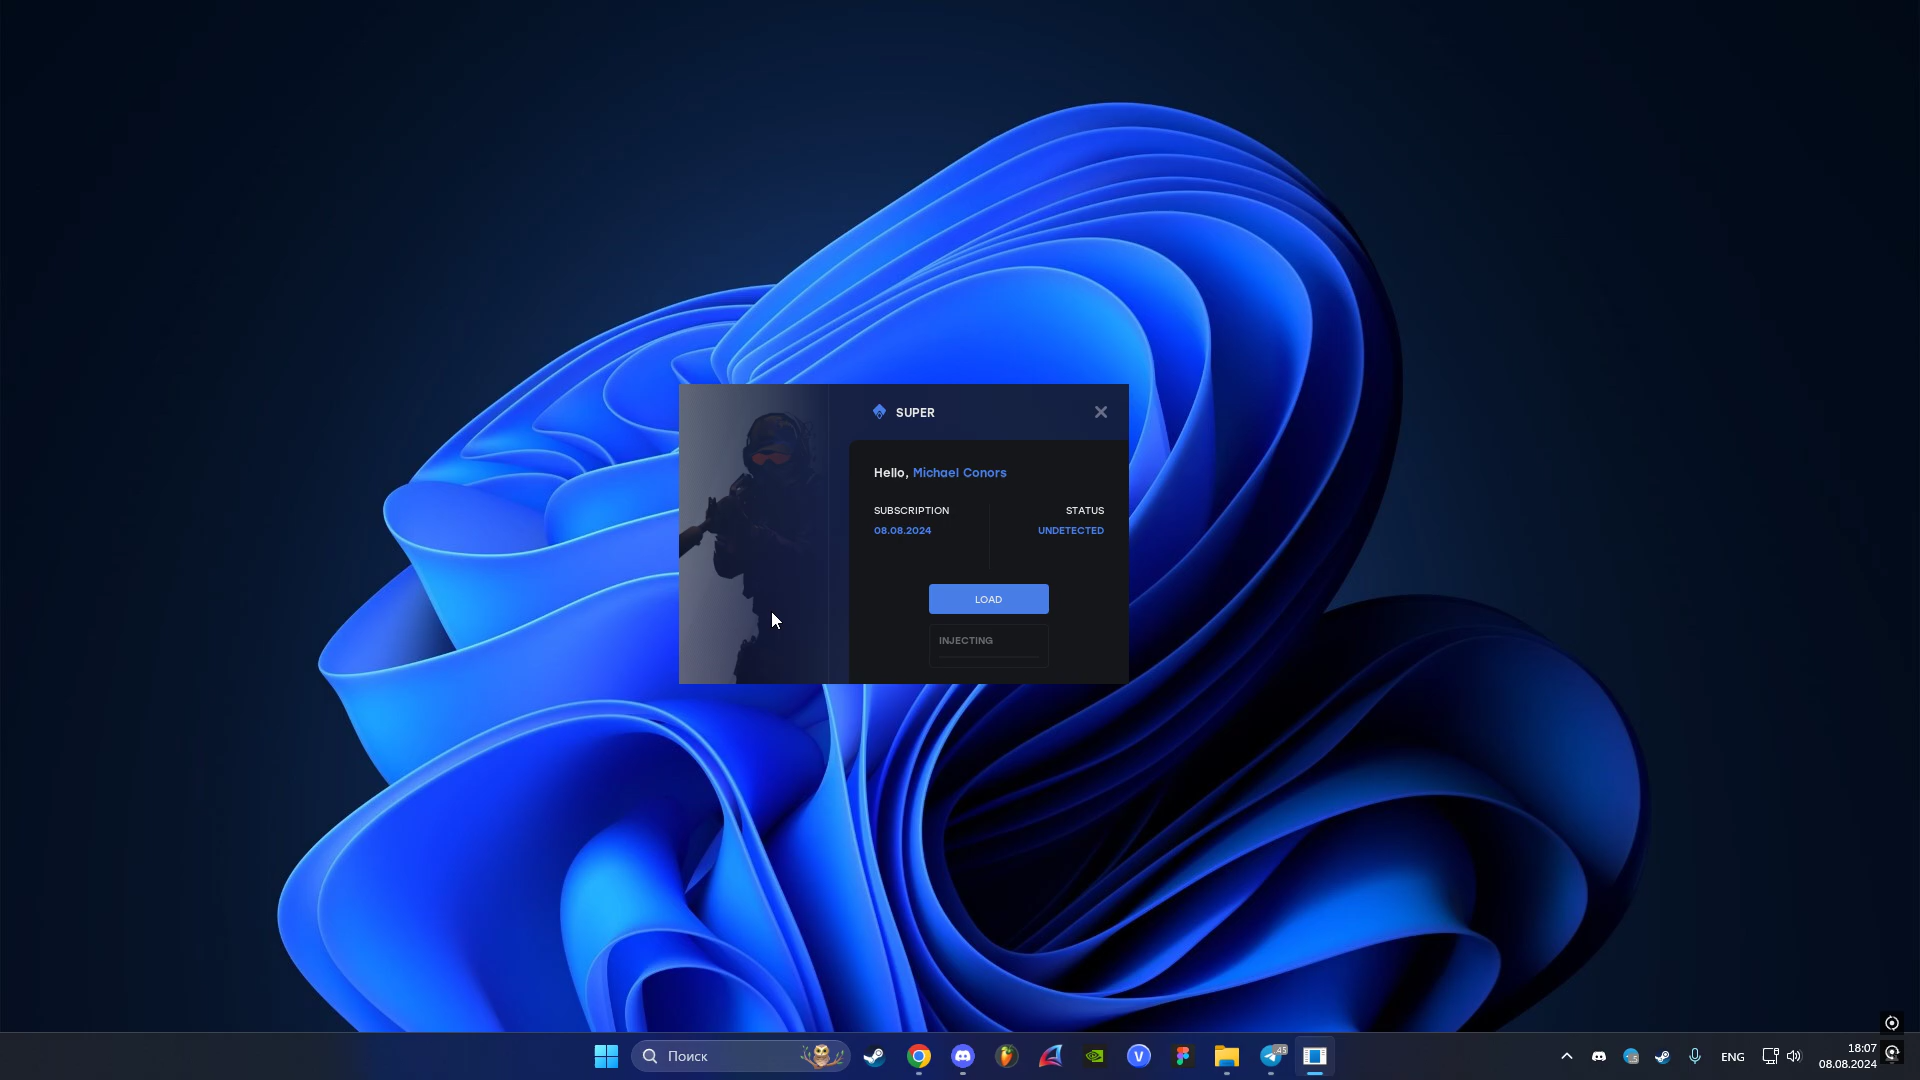 SUPER
Hello, Michael Conors
SUBSCRIPTION
STATUS
08.08.2024
UNDETECTED
LOAD
INJECTING
Поиск
45
ENG
18:07
08.08.2024